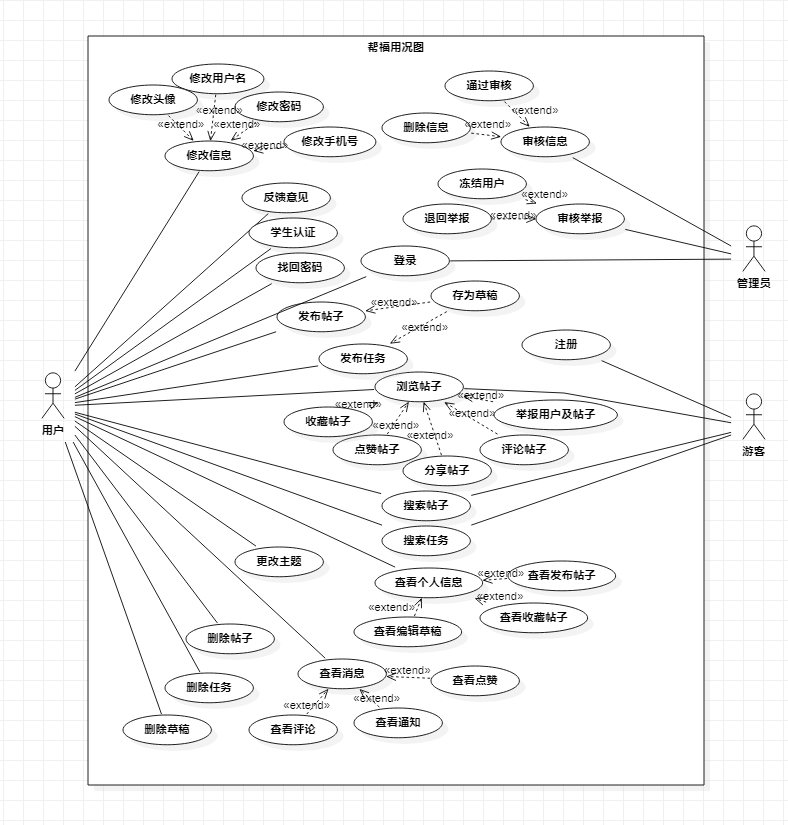 帮福用况图
修改用户名
通过审核
修改头像
修改密码
«extend»
«extend»
«extend»
«extend»
删除信息
«extend»
修改手机号
审核信息
修改信息
«extend»
冻结用户
反馈意见
«extend»
退回举报
«extend»
审核举报
学生认证
登录
找回密码
管理员
存为草稿
«extend»
发布帖子
«extend»
注册
发布任务
浏览帖子
«extend»
«extend»
收藏帖子
«extend»
举报用户及帖子
«extend»
用户
«extend»
点赞帖子
评论帖子
游客
分享帖子
搜索帖子
搜索任务
更改主题
«extend»
查看发布帖子
查看个人信息
«extend»
«extend»
查看收藏帖子
查看编辑草稿
删除帖子
«extend»
查看消息
查看点赞
删除任务
«extend»
«extend»
查看通知
删除草稿
查看评论